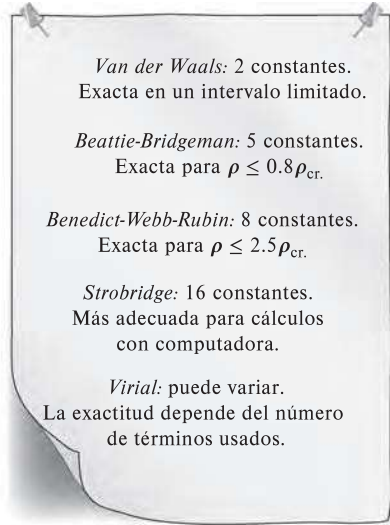 Van der Waals: 2 constantes.
Exacta en un intervalo limitado.
Beattie-Bridgeman: 5 constantes.
Exacta para ρ ≤ 0.8ρcr.
Benedict-Webb-Rubin: 8 constantes.
Exacta para ρ ≤ 2.5ρcr.
Strobridge: 16 constantes.
Más adecuada para cálculos
con computadora.
Virial: puede variar.
La exactitud depende del número
de términos usados.